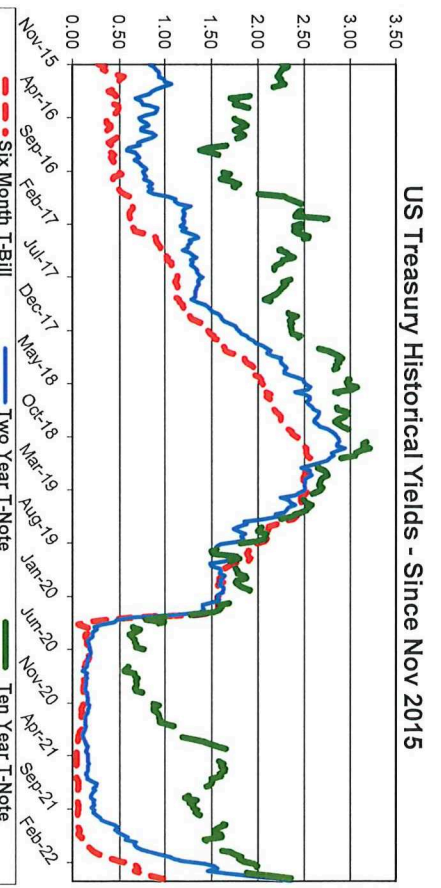 US Treasury Historical Yields - Since Nov 2015
3.50
3.00
2.50
2.00
1.50
1.00
0.50
0.00
Nov-15
Apr-16
Sep-16
Feb-17
Jul-17
Dec-17
May-18
Oct-18
Mar-19
Aug-19
Jan-20
Jun-20
Nov-20
Apr-21
Sep-21
Feb-22
Six Month T-Bill
Two Year T-Note
Ten Year T-Note